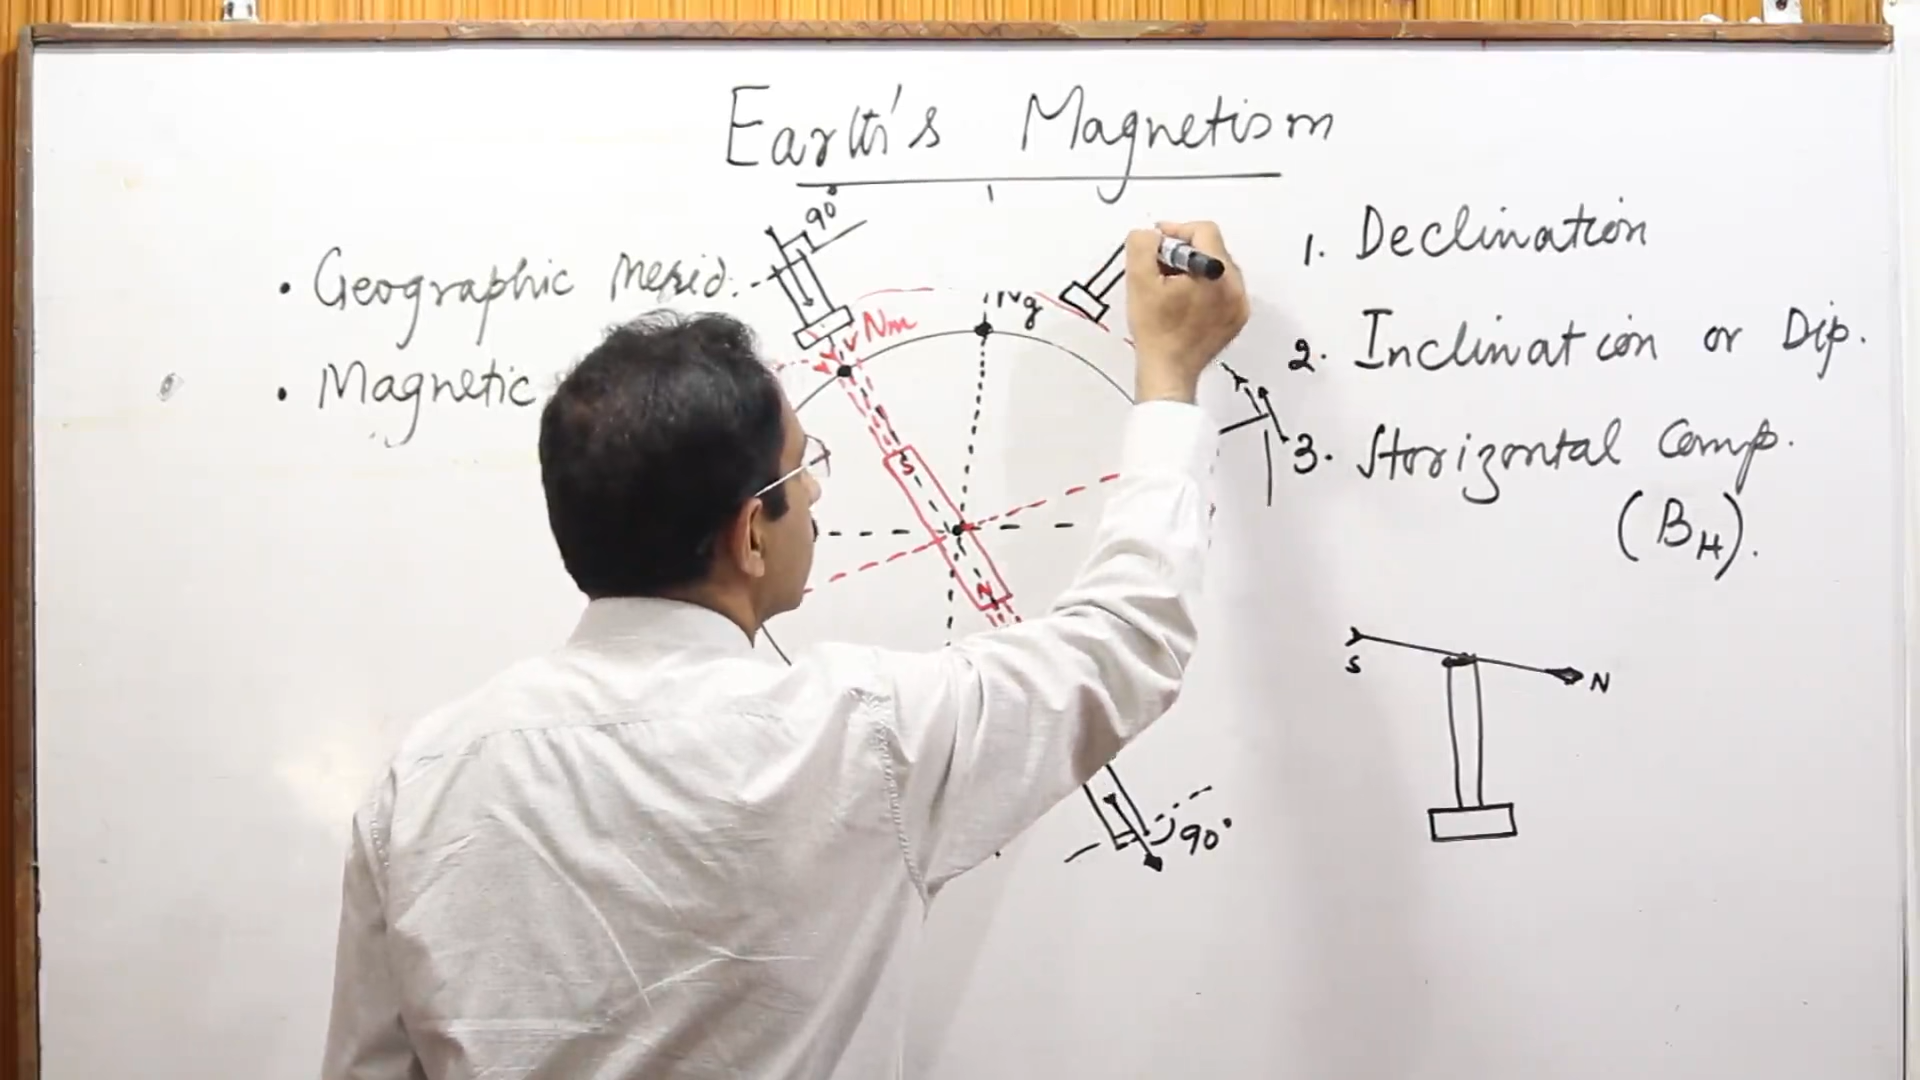 Earth's Magnetism
• Geographic Merid.
• Magnetic
90°
Nm
Ng
S
N
90°
1. Declination
2. Inclination or Dip.
3. Horizontal Comp.
(BH).
S
N